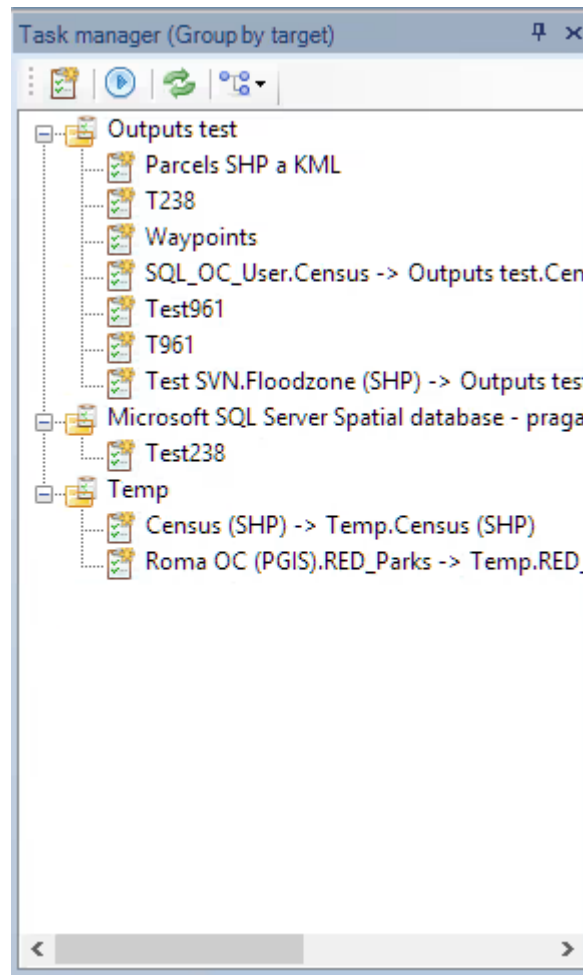 Task manager (Group by target)
Outputs test
Parcels SHP a KML
T238
Waypoints
SQL_OC_User.Census -> Outputs test.Cen
Test961
T961
Test SVN.Floodzone (SHP) -> Outputs tes
Microsoft SQL Server Spatial database - praga
Test238
Temp
Census (SHP) -> Temp.Census (SHP)
Roma OC (PGIS).RED_Parks -> Temp.RED_